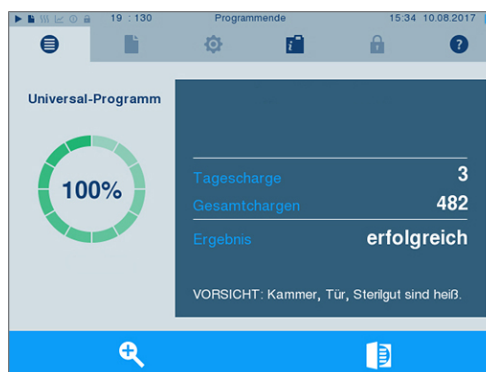 19 : 130 Programmende 15:34 10.08.2017
i ?
Universal-Programm
100%
Tagescharge 3
Gesamtchargen 482
Ergebnis erfolgreich
VORSICHT: Kammer, Tür, Sterilgut sind heiß.